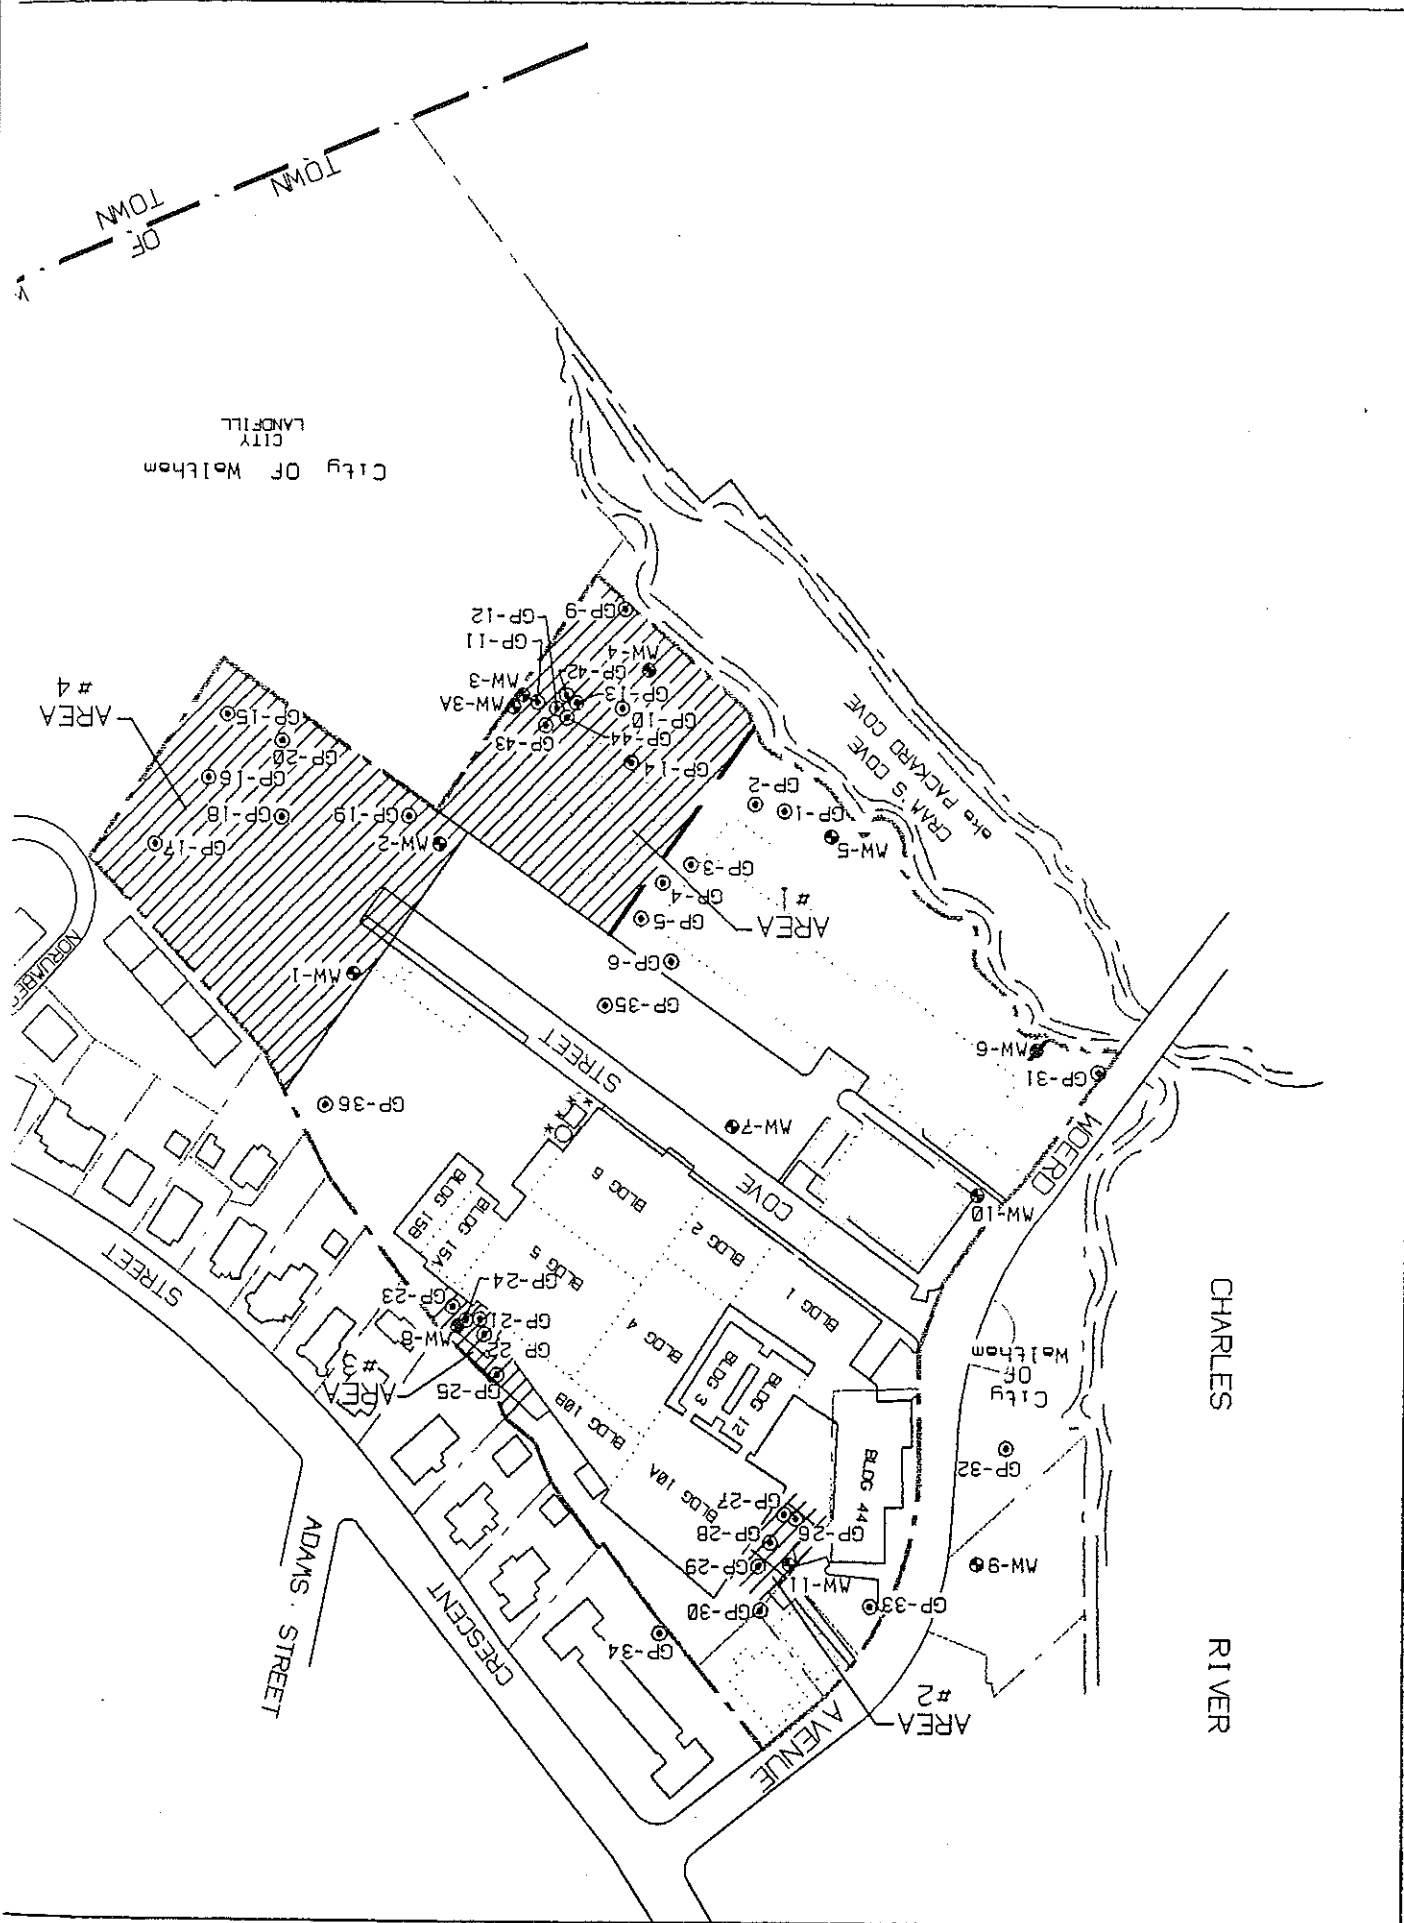 TOWN
OF
TOWN
City OF Waltham
CITY
LANDFILL
AREA
#4
GP-15
GP-20
GP-16
GP-18
GP-17
GP-19
MW-2
MW-1
GP-9
GP-12
GP-11
MW-4
GP-42
MW-3
GP-13
MW-3A
GP-10
GP-44
GP-43
GP-14
GP-2
GP-1
MW-5
CRAM'S COVE
aka PACKARD COVE
GP-3
GP-4
GP-5
AREA
#1
GP-6
GP-35
MW-6
GP-31
MW-7
MW-10
COVE STREET
WOERD AVENUE
GP-36
BLDG 15B
BLDG 15A
BLDG 6
BLDG 5
BLDG 2
BLDG 1
BLDG 4
BLDG 3
BLDG 12
BLDG 10B
BLDG 10A
BLDG 44
GP-24
GP-23
GP-21
MW-8
GP
GP-25
AREA
#3
City
OF
Waltham
GP-32
MW-9
GP-27
GP-26
GP-28
GP-29
MW-11
GP-30
GP-33
GP-34
AREA
#2
CRESCENT STREET
ADAMS STREET
CHARLES RIVER